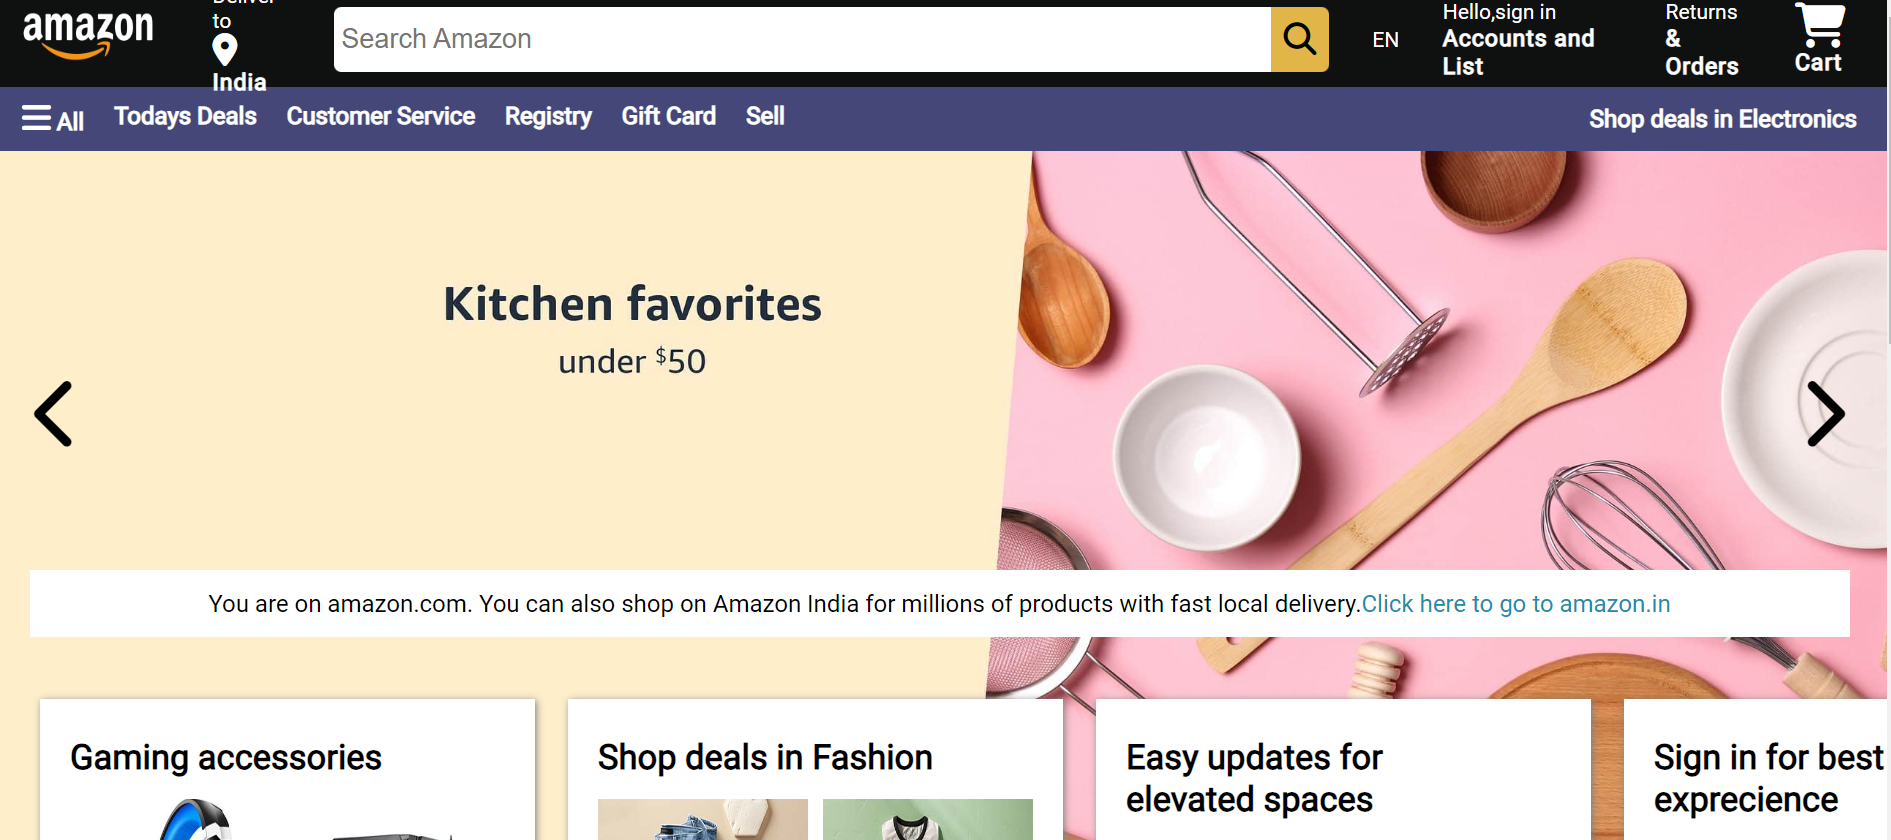 amazon
Deliver
to
India
Search Amazon
EN
Hello,sign in
Accounts and
List
Returns
&
Orders
Cart
All
Todays Deals
Customer Service
Registry
Gift Card
Sell
Shop deals in Electronics
Kitchen favorites
under $50
You are on amazon.com. You can also shop on Amazon India for millions of products with fast local delivery.Click here to go to amazon.in
Gaming accessories
Shop deals in Fashion
Easy updates for
elevated spaces
Sign in for best
exprecience